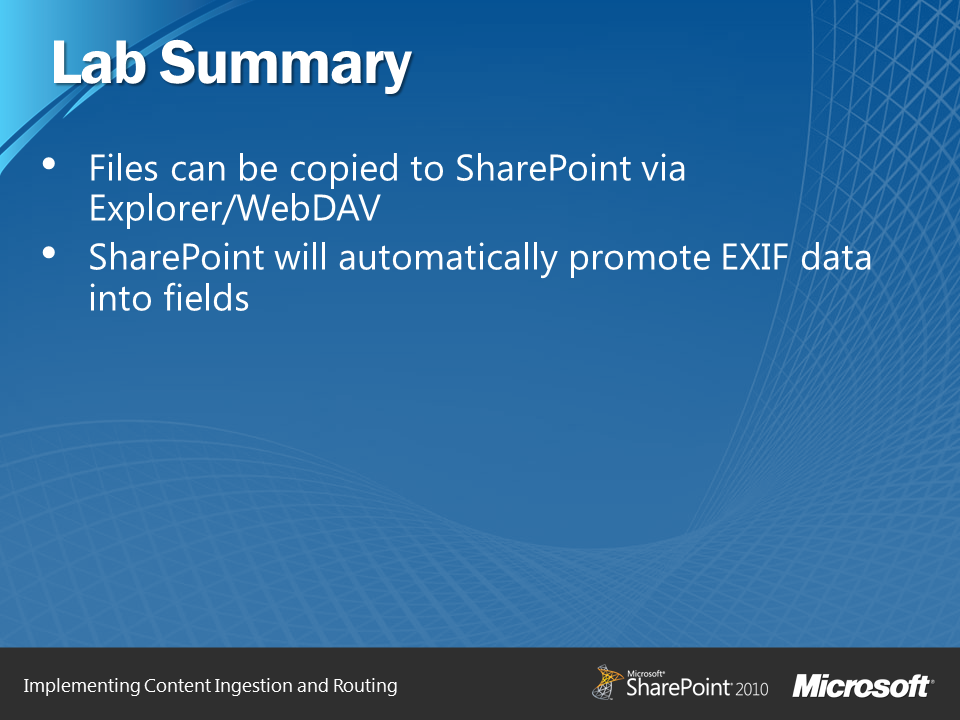 Lab Summary
• Files can be copied to SharePoint via
Explorer/WebDAV
• SharePoint will automatically promote EXIF data
into fields
Implementing Content Ingestion and Routing
Microsoft®
SharePoint® 2010
Microsoft®